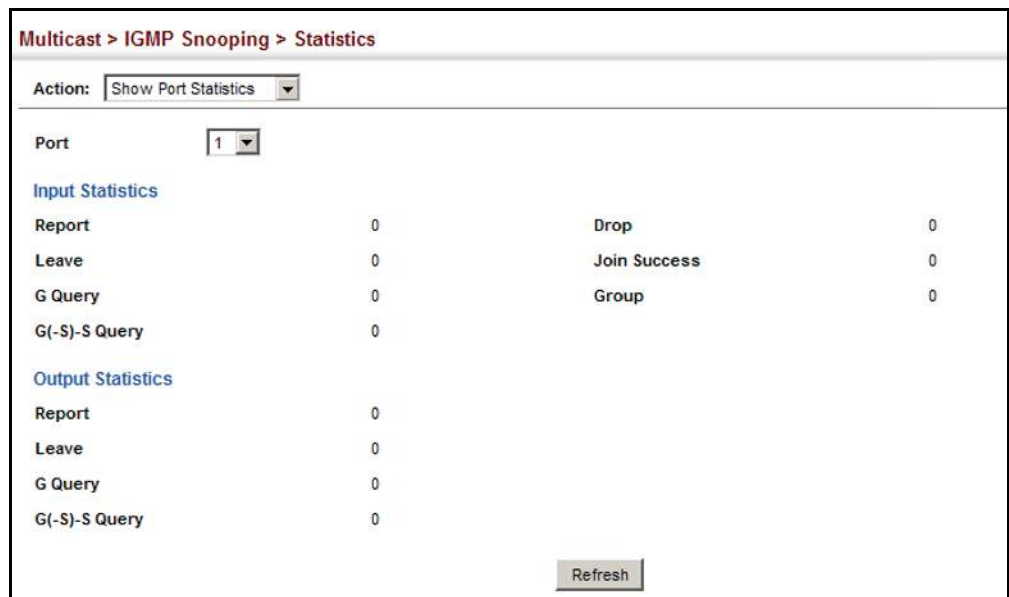 Multicast > IGMP Snooping > Statistics
Action: Show Port Statistics
Port 1
Input Statistics
Report 0 Drop 0
Leave 0 Join Success 0
G Query 0 Group 0
G(-S)-S Query 0
Output Statistics
Report 0
Leave 0
G Query 0
G(-S)-S Query 0
Refresh